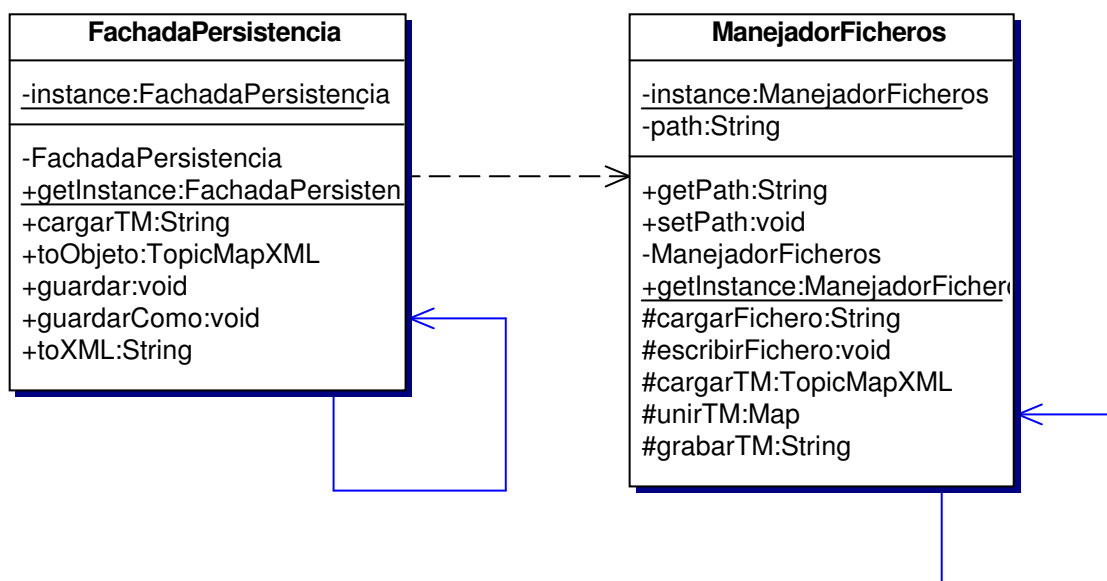 FachadaPersistencia
-instance:FachadaPersistencia
-FachadaPersistencia
+getInstance:FachadaPersisten
+cargarTM:String
+toObjeto:TopicMapXML
+guardar:void
+guardarComo:void
+toXML:String
ManejadorFicheros
-instance:ManejadorFicheros
-path:String
+getPath:String
+setPath:void
-ManejadorFicheros
+getInstance:ManejadorFichero
#cargarFichero:String
#escribirFichero:void
#cargarTM:TopicMapXML
#unirTM:Map
#grabarTM:String